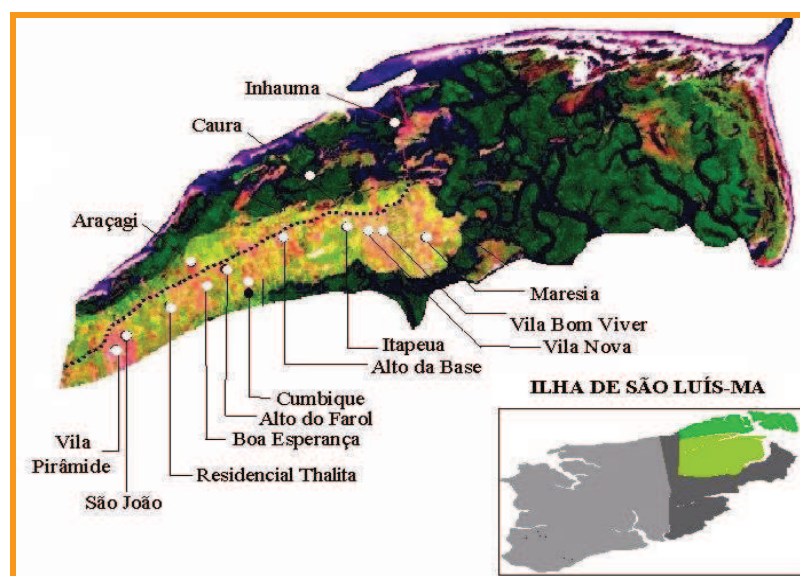 Inhauma
Caura
Araçagi
Maresia
Vila Bom Viver
Vila Nova
Itapeua
Alto da Base
Cumbique
Alto do Farol
Boa Esperança
Residencial Thalita
Vila
Pirâmide
São João
ILHA DE SÃO LUÍS-MA